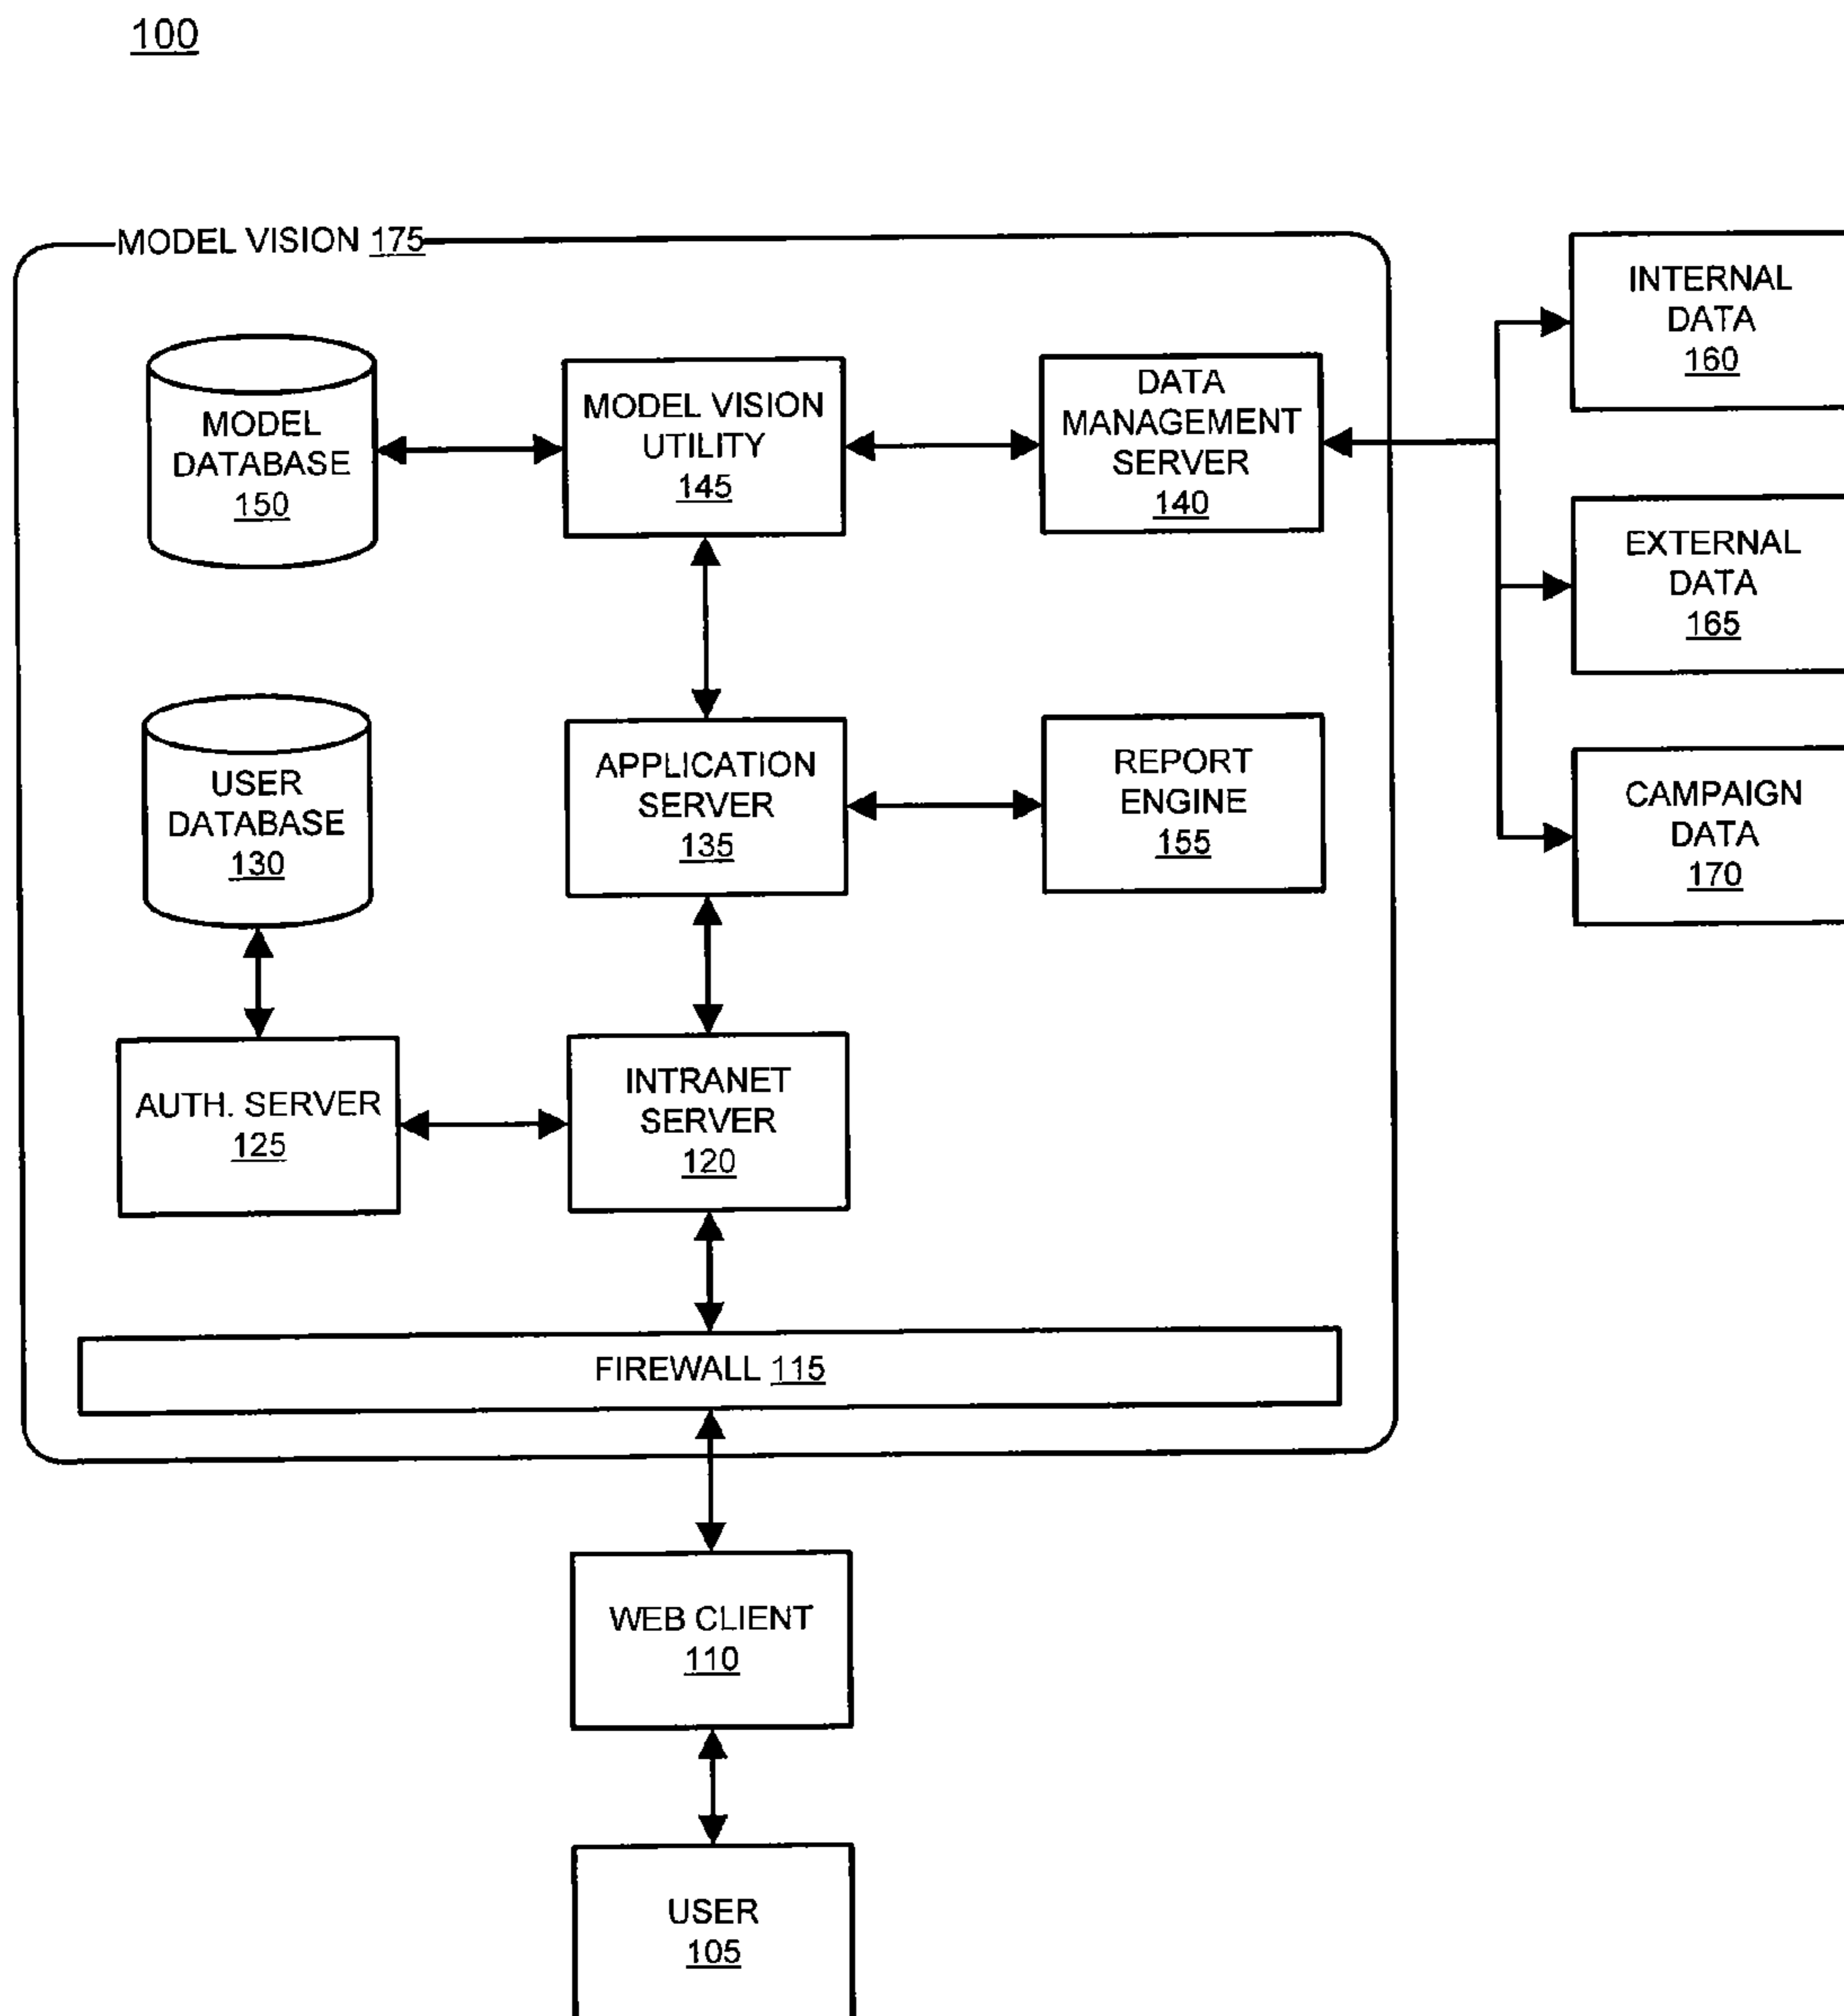 100
MODEL VISION 175
INTERNAL
DATA
160
MODEL
DATABASE
150
MODEL VISION
UTILITY
145
DATA
MANAGEMENT
SERVER
140
EXTERNAL
DATA
165
USER
DATABASE
130
APPLICATION
SERVER
135
REPORT
ENGINE
155
CAMPAIGN
DATA
170
AUTH. SERVER
125
INTRANET
SERVER
120
FIREWALL 115
WEB CLIENT
110
USER
105